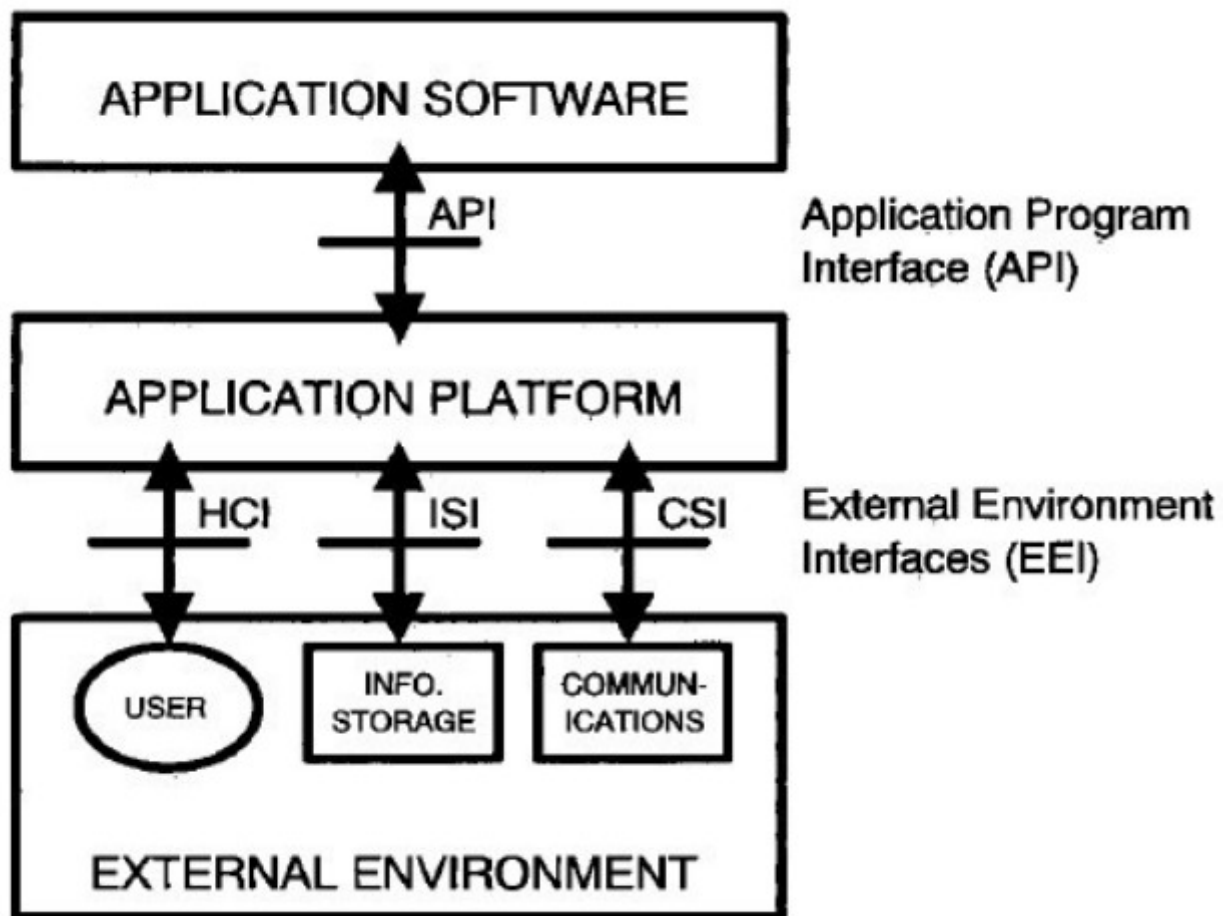 APPLICATION SOFTWARE
API
Application Program
Interface (API)
APPLICATION PLATFORM
HCI
ISI
CSI
External Environment
Interfaces (EEI)
USER
INFO.
STORAGE
COMMUN-
ICATIONS
EXTERNAL ENVIRONMENT